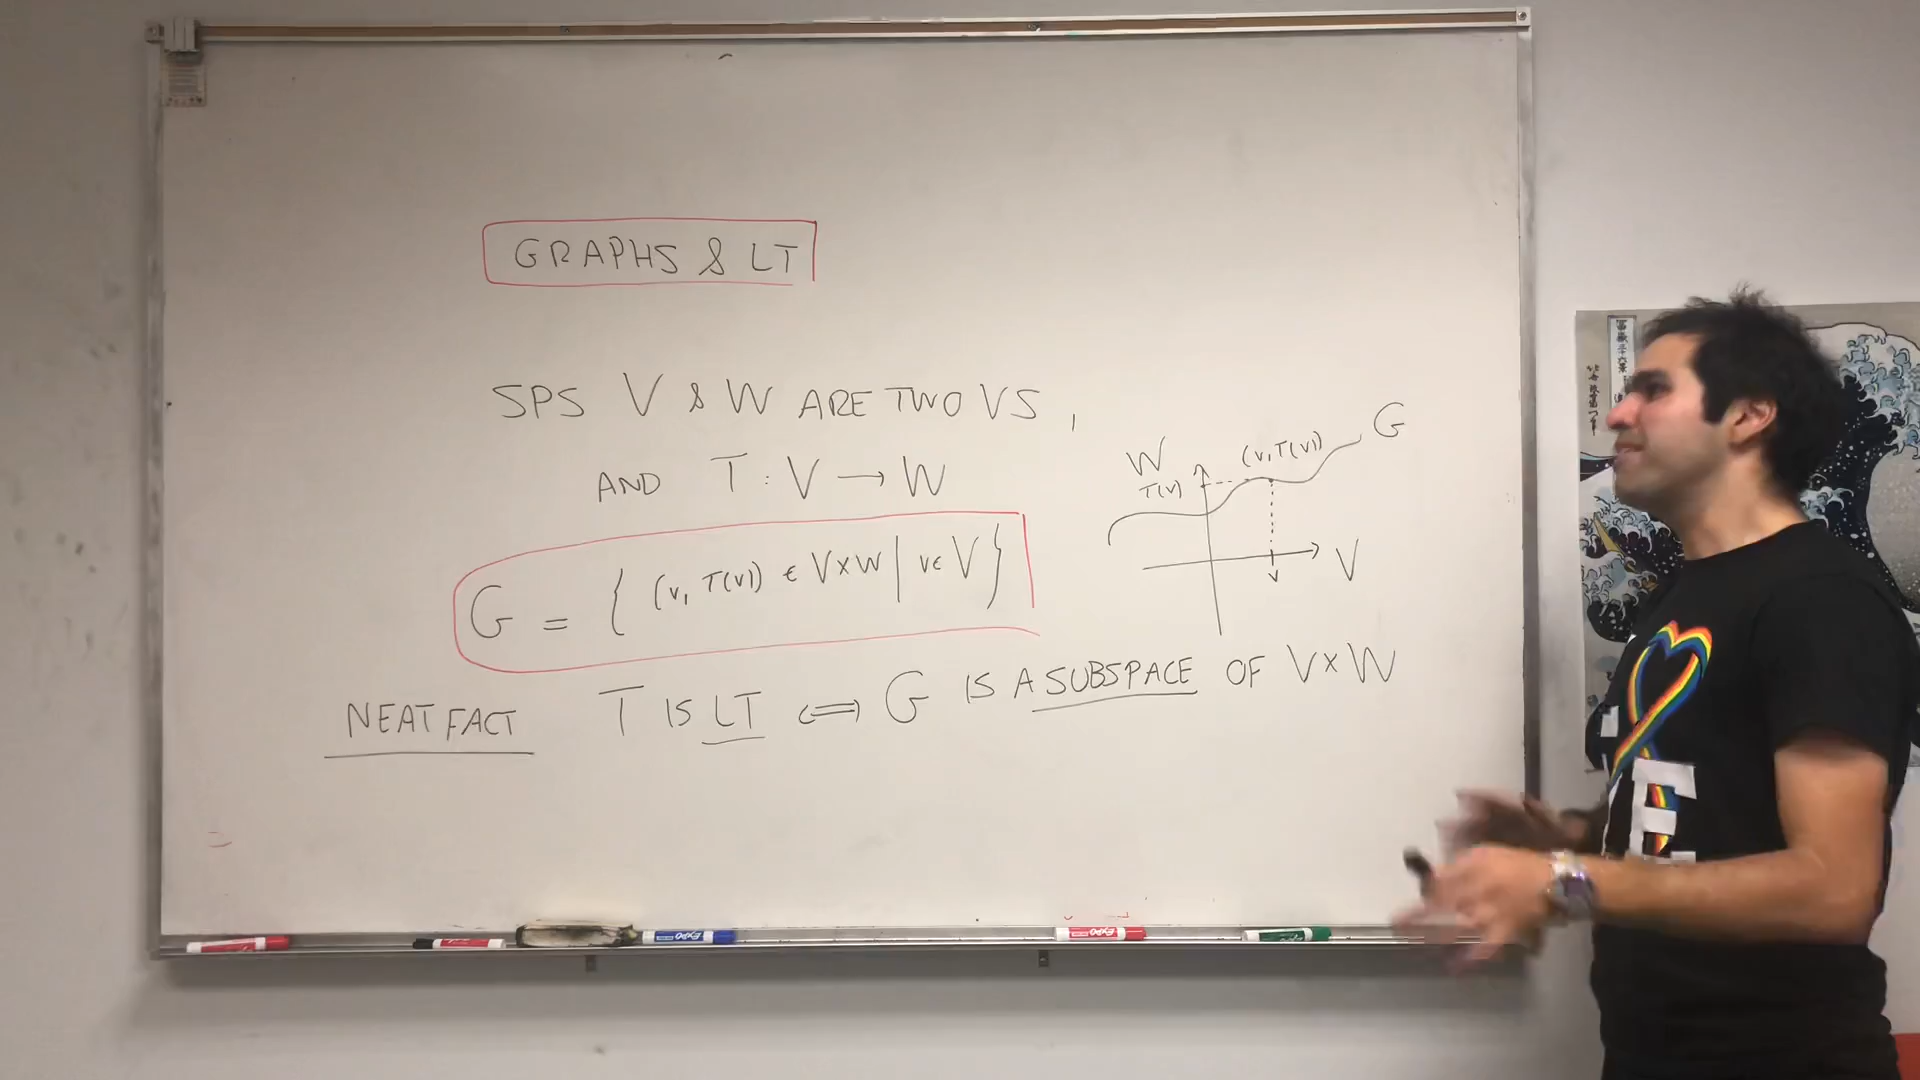 GRAPHS & LT
SPS V & W ARE TWO VS,
AND T: V → W
G = { (v, T(v)) ∈ V×W | v∈V }
W
T(v)
(v,T(v))
G
V
v
NEAT FACT T IS LT ⇔ G IS A SUBSPACE OF V×W
EXPO
EXPO
E